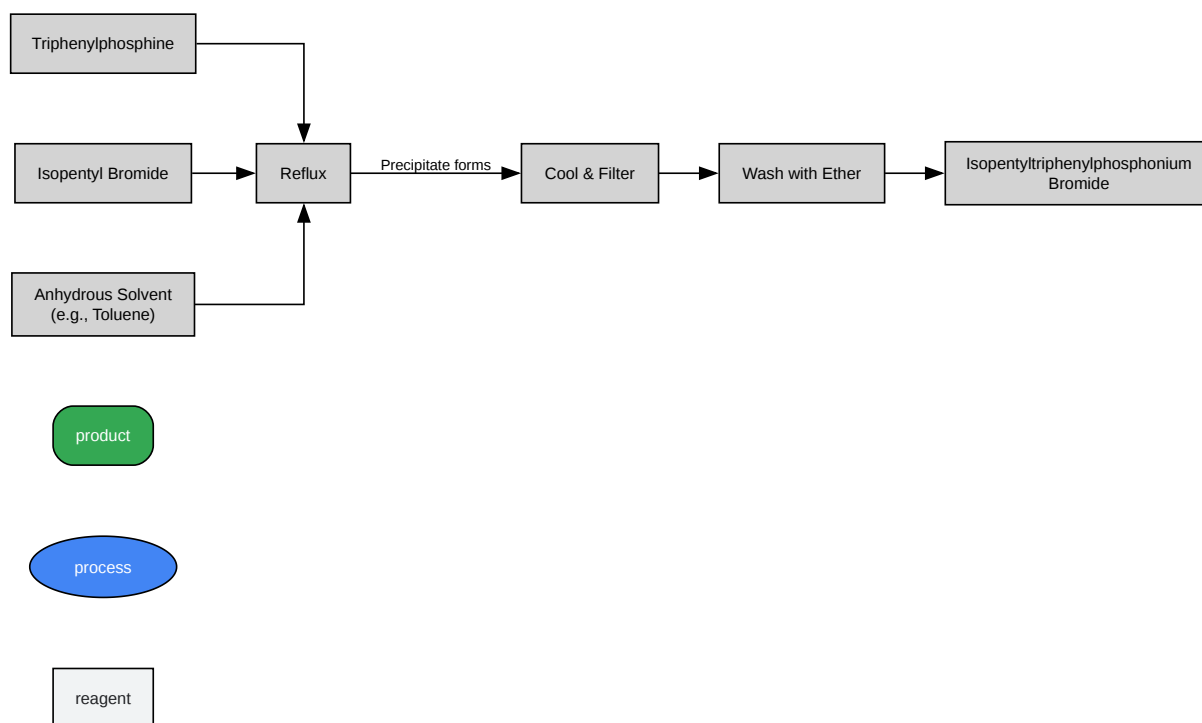 Triphenylphosphine
Isopentyl Bromide
Reflux
Precipitate forms
Cool & Filter
Wash with Ether
Isopentyltriphenylphosphonium
Bromide
Anhydrous Solvent
(e.g., Toluene)
product
process
reagent